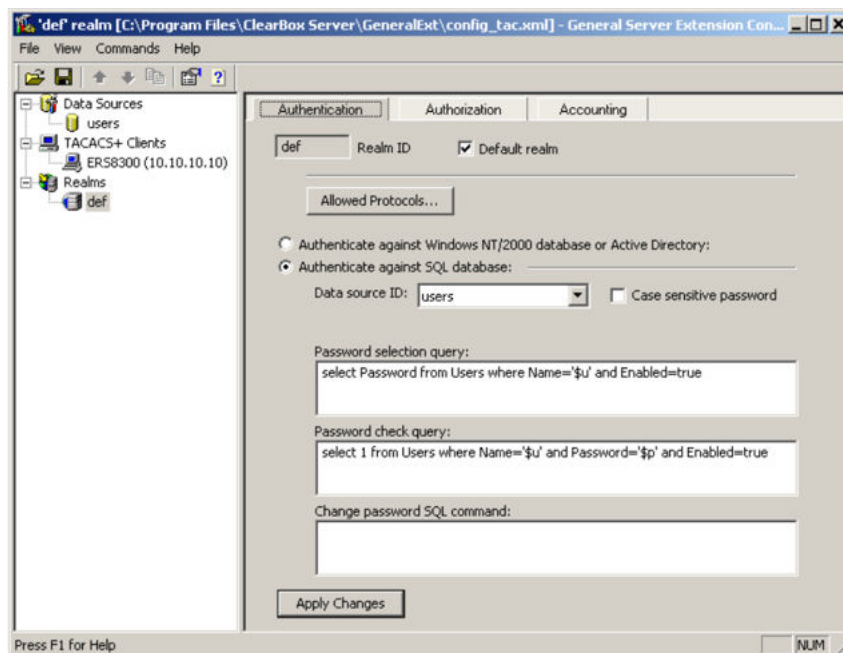 'def' realm [C:\Program Files\ClearBox Server\GeneralExt\config_tac.xml] - General Server Extension Con...
File View Commands Help
Data Sources
users
TACACS+ Clients
ERS8300 (10.10.10.10)
Realms
def
Authentication Authorization Accounting
def Realm ID Default realm
Allowed Protocols...
Authenticate against Windows NT/2000 database or Active Directory:
Authenticate against SQL database:
Data source ID: users Case sensitive password
Password selection query:
select Password from Users where Name='$u' and Enabled=true
Password check query:
select 1 from Users where Name='$u' and Password='$p' and Enabled=true
Change password SQL command:
Apply Changes
Press F1 for Help NUM